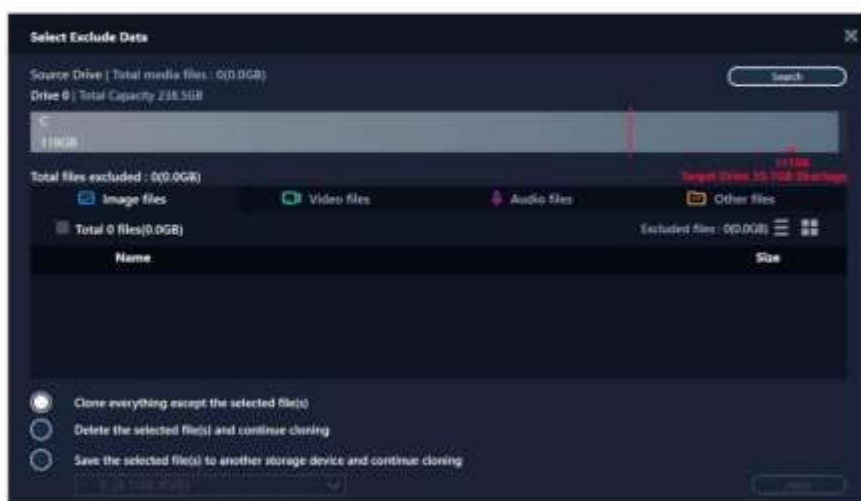 Select Exclude Data
Source Drive | Total media files : 0(0.0GB)
Search
Drive 0 | Total Capacity 238.5GB
C
Total files excluded : 0(0.0GB)
Target Drive Shortage
Image files
Video files
Audio files
Other files
Total 0 files(0.0GB)
Excluded files : 0(0.0GB)
Name
Size
Clone everything except the selected file(s)
Delete the selected file(s) and continue cloning
Save the selected file(s) to another storage device and continue cloning